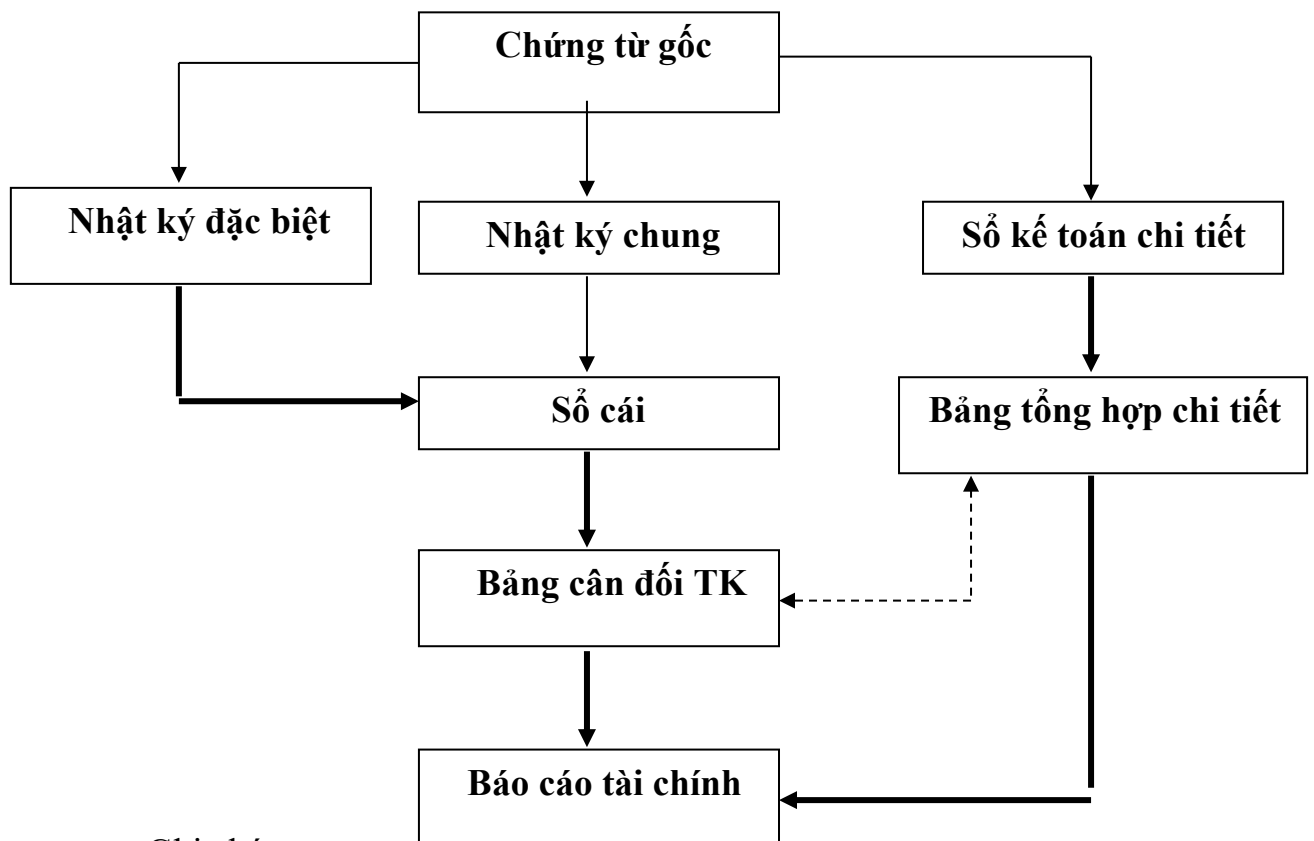 Chứng từ gốc
Nhật ký đặc biệt
Nhật ký chung
Sổ kế toán chi tiết
Sổ cái
Bảng tổng hợp chi tiết
Bảng cân đối TK
Báo cáo tài chính